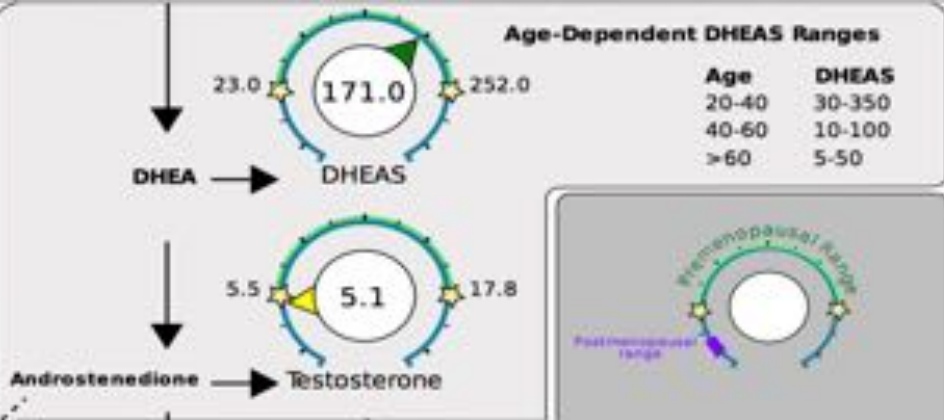 Age-Dependent DHEAS Ranges
Age DHEAS
20-40 30-350
40-60 10-100
>60 5-50
23.0 171.0 252.0
DHEA DHEAS
Premenopausal Range
5.5 5.1 17.8
Postmenopausal
range
Androstenedione Testosterone